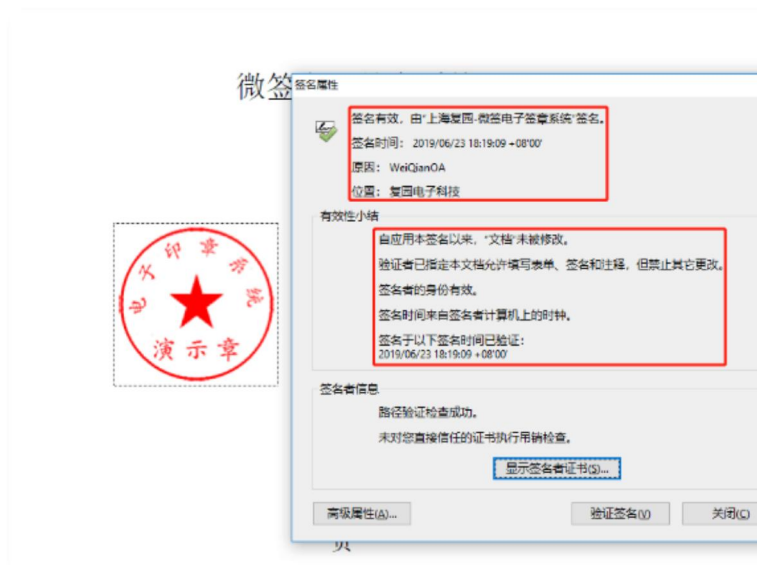 微签
签名属性
签名有效，由"上海复园-微签电子签章系统"签名。
签名时间： 2019/06/23 18:19:09 +08'00'
原因： WeiQianOA
位置： 复园电子科技
有效性小结
自应用本签名以来，"文档"未被修改。
验证者已指定本文档允许填写表单、签名和注释，但禁止其它更改。
签名者的身份有效。
签名时间来自签名者计算机上的时钟。
签名于以下签名时间已验证：
2019/06/23 18:19:09 +08'00'
电子印章系统
演示章
签名者信息
路径验证检查成功。
未对您直接信任的证书执行吊销检查。
显示签名者证书(S)...
高级属性(A)...
验证签名(V)
关闭(C)
页